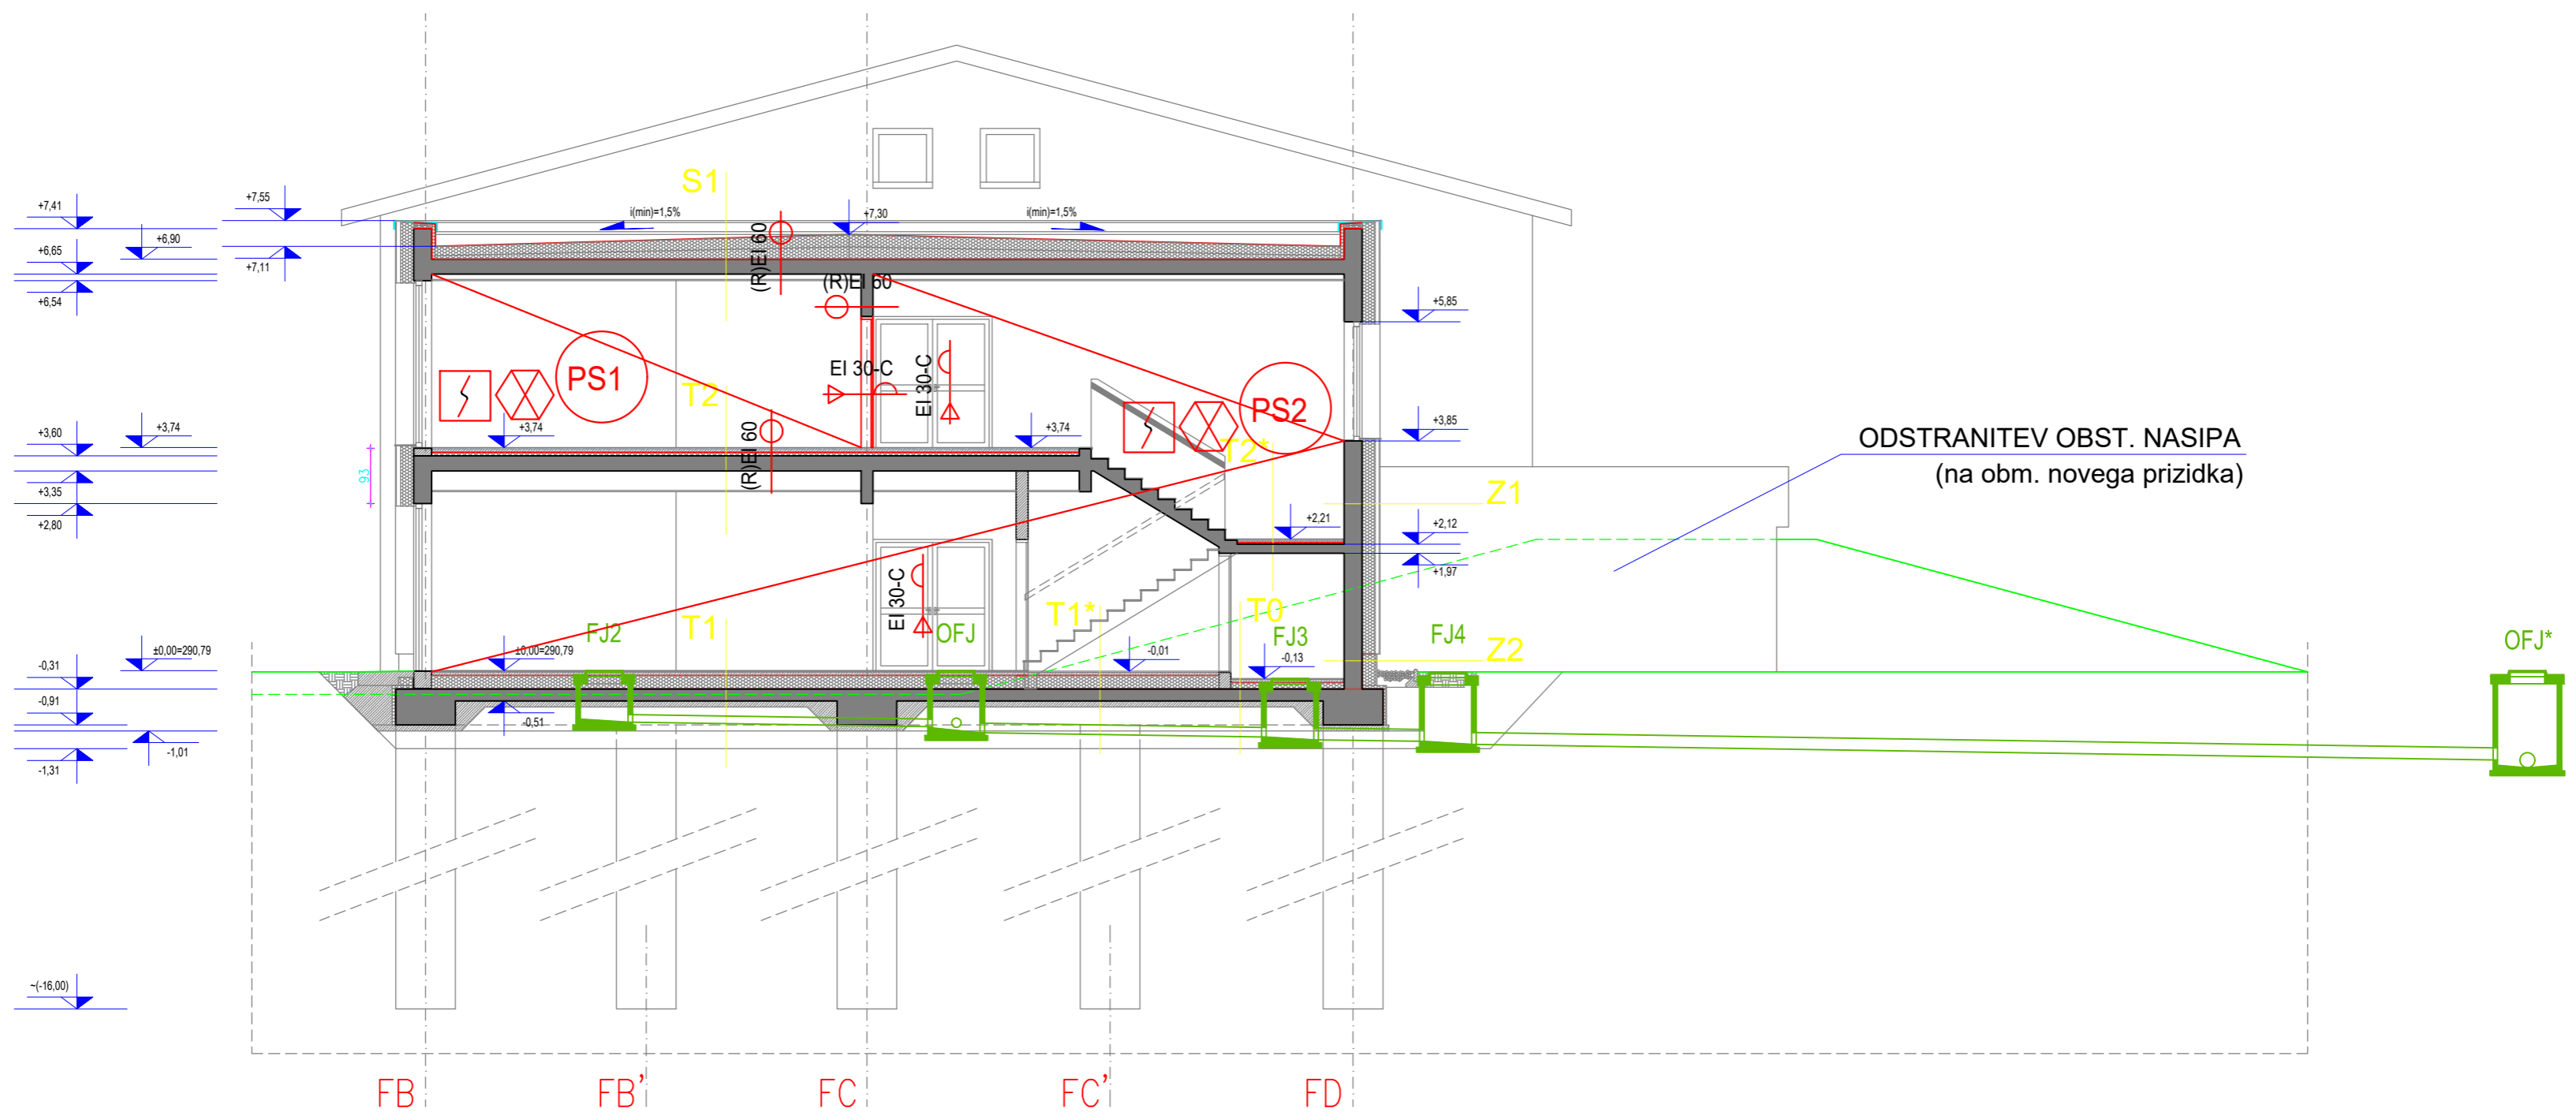 S1
+7,41
+7,55
i(min)=1,5%
+7,30
i(min)=1,5%
+6,90
+6,65
+7,11
(R)EI 60
(R)EI 60
+6,54
+5,85
EI 30-C
EI 30-C
PS1
PS2
T2
+3,60
+3,74
+3,74
+3,74
+3,85
ODSTRANITEV OBST. NASIPA
(na obm. novega prizidka)
(R)EI 60
T2*
93
Z1
+3,35
+2,80
+2,21
+2,12
+1,97
EI 30-C
T1
T1*
T0
FJ2
OFJ
FJ3
FJ4
OFJ*
Z2
-0,31
±0,00=290,79
±0,00=290,79
-0,01
-0,13
-0,91
-0,51
-1,01
-1,31
~(-16,00)
FB
FB'
FC
FC'
FD